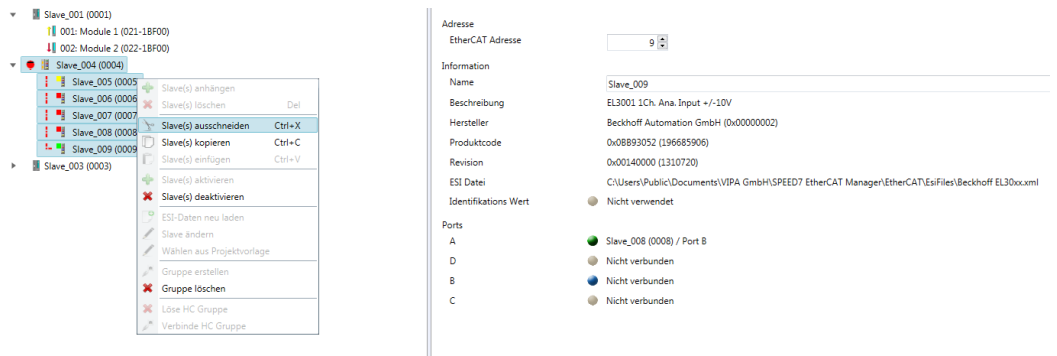 Slave_001 (0001)
001: Module 1 (021-1BF00)
002: Module 2 (022-1BF00)
Slave_004 (0004)
Slave_005 (0005
Slave_006 (0006
Slave_007 (0007
Slave_008 (0008
Slave_009 (0009
Slave_003 (0003)
Slave(s) anhängen
Slave(s) löschen Del
Slave(s) ausschneiden Ctrl+X
Slave(s) kopieren Ctrl+C
Slave(s) einfügen Ctrl+V
Slave(s) aktivieren
Slave(s) deaktivieren
ESI-Daten neu laden
Slave ändern
Wählen aus Projektvorlage
Gruppe erstellen
Gruppe löschen
Löse HC Gruppe
Verbinde HC Gruppe
Adresse
EtherCAT Adresse 9
Information
Name Slave_009
Beschreibung EL3001 1Ch. Ana. Input +/-10V
Hersteller Beckhoff Automation GmbH (0x00000002)
Produktcode 0x0BB93052 (196685906)
Revision 0x00140000 (1310720)
ESI Datei C:\Users\Public\Documents\VIPA GmbH\SPEED7 EtherCAT Manager\EtherCAT\EsiFiles\Beckhoff EL30xx.xml
Identifikations Wert Nicht verwendet
Ports
A Slave_008 (0008) / Port B
D Nicht verbunden
B Nicht verbunden
C Nicht verbunden